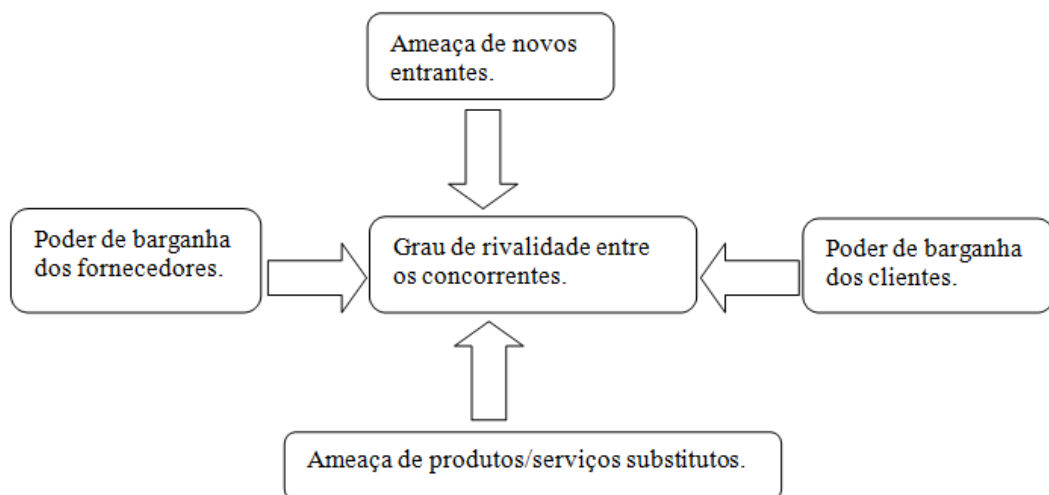 Ameaça de novos
entrantes.
Poder de barganha
dos fornecedores.
Grau de rivalidade entre
os concorrentes.
Poder de barganha
dos clientes.
Ameaça de produtos/serviços substitutos.